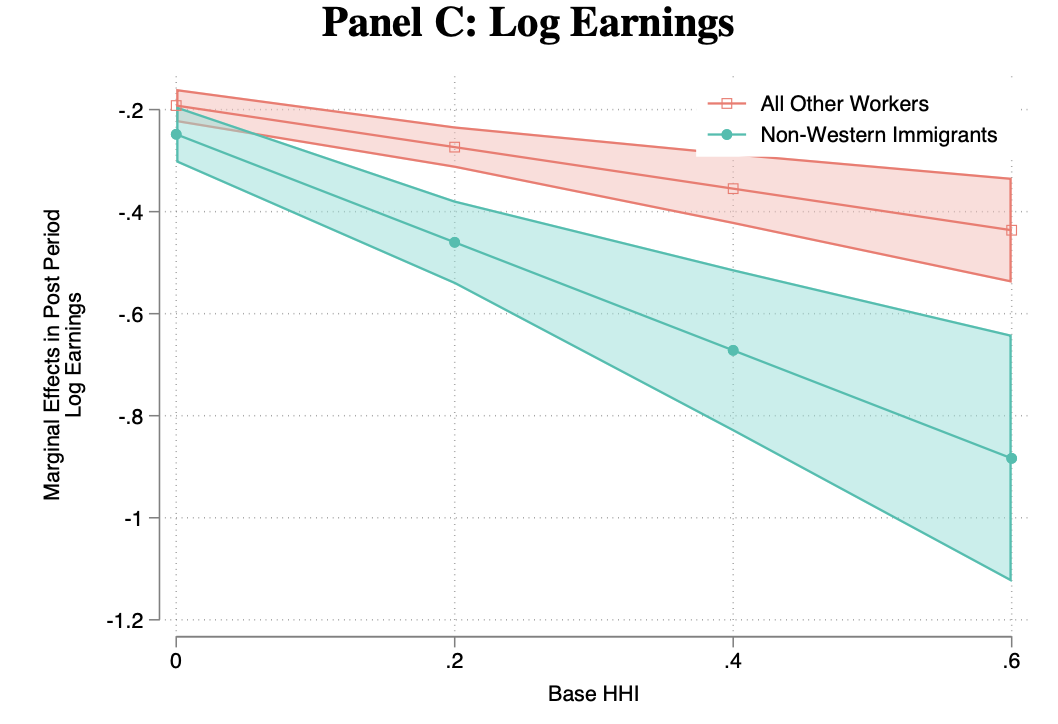 Panel C: Log Earnings
All Other Workers
Non-Western Immigrants
Marginal Effects in Post Period
Log Earnings
-.2
-.4
-.6
-.8
-1
-1.2
0 .2 .4 .6
Base HHI